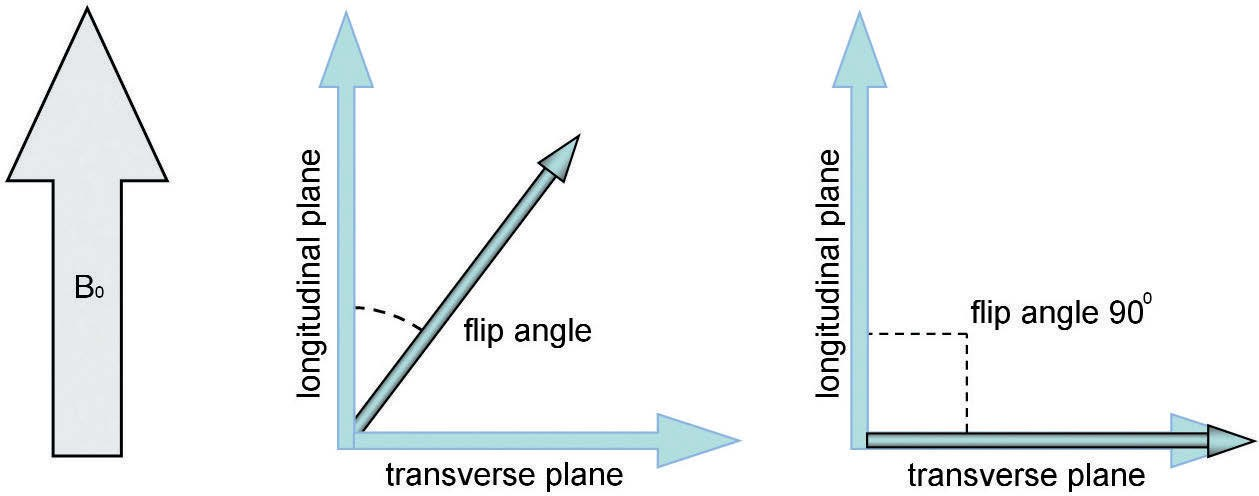 B₀
longitudinal plane
flip angle
transverse plane
longitudinal plane
flip angle 90⁰
transverse plane